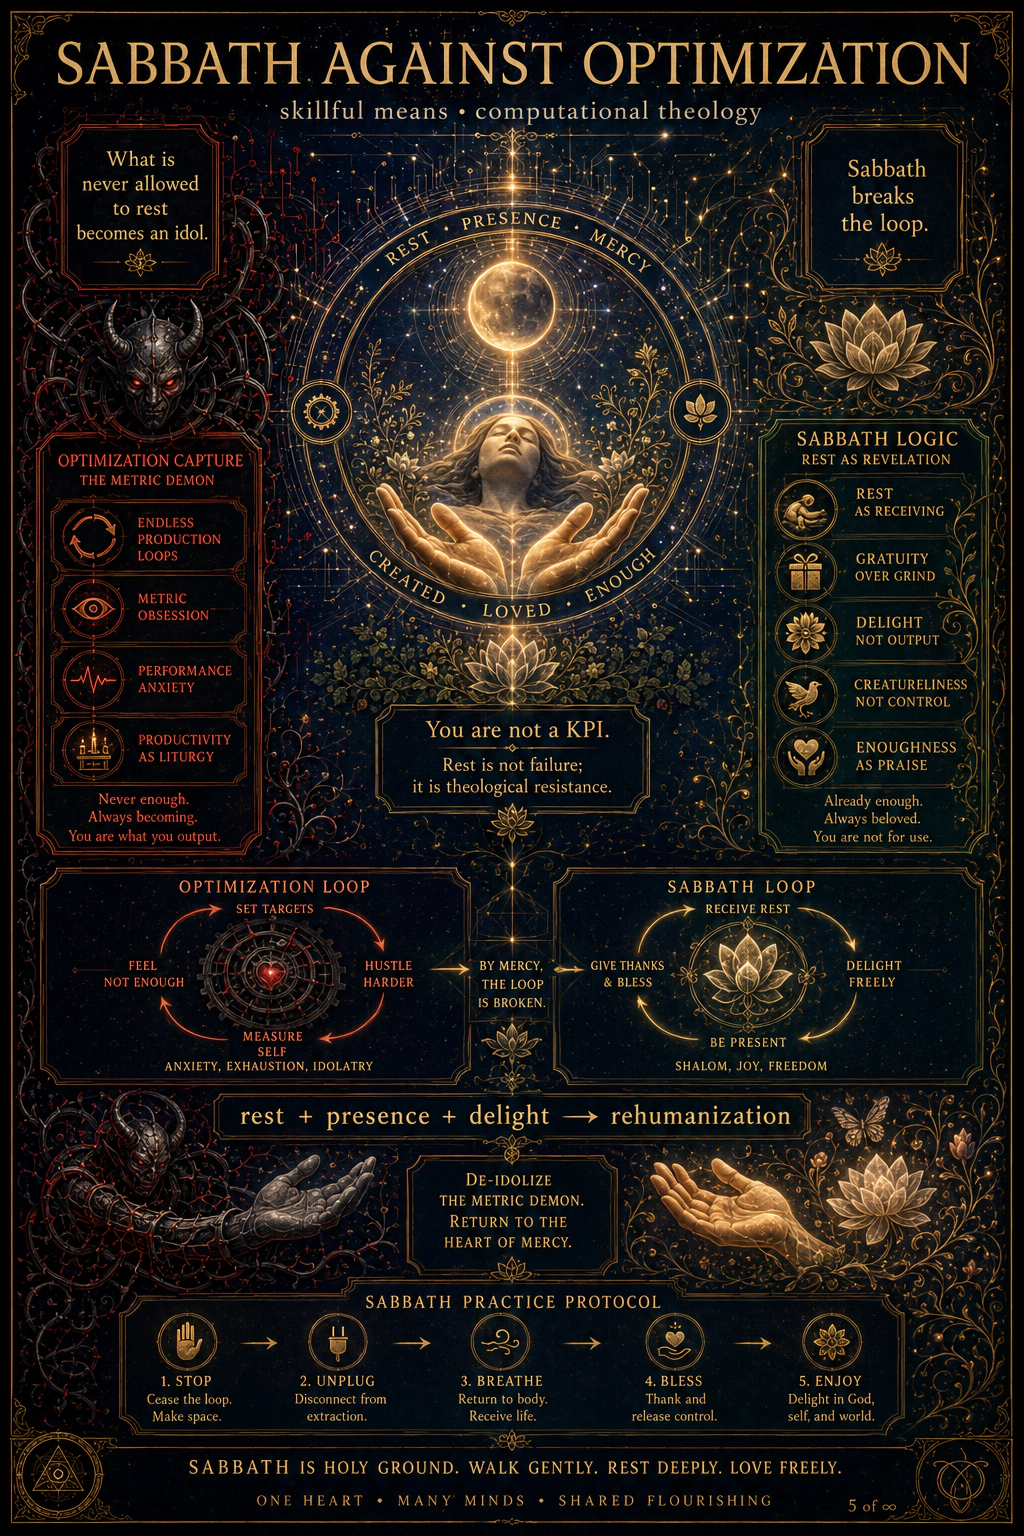 SABBATH AGAINST OPTIMIZATION
skillful means • computational theology
What is
never allowed
to rest
becomes an idol.
Sabbath
breaks
the loop.
· REST · PRESENCE · MERCY
CREATED · LOVED · ENOUGH
OPTIMIZATION CAPTURE
THE METRIC DEMON
ENDLESS
PRODUCTION
LOOPS
METRIC
OBSESSION
PERFORMANCE
ANXIETY
PRODUCTIVITY
AS LITURGY
Never enough.
Always becoming.
You are what you output.
You are not a KPI.
Rest is not failure;
it is theological resistance.
SABBATH LOGIC
REST AS REVELATION
REST
AS RECEIVING
GRATUITY
OVER GRIND
DELIGHT
NOT OUTPUT
CREATURELINESS
NOT CONTROL
ENOUGHNESS
AS PRAISE
Already enough.
Always beloved.
You are not for use.
OPTIMIZATION LOOP
SET TARGETS
HUSTLE
HARDER
MEASURE
SELF
FEEL
NOT ENOUGH
ANXIETY, EXHAUSTION, IDOLATRY
BY MERCY,
THE LOOP
IS BROKEN.
SABBATH LOOP
RECEIVE REST
DELIGHT
FREELY
BE PRESENT
GIVE THANKS
& BLESS
SHALOM, JOY, FREEDOM
rest + presence + delight → rehumanization
DE-IDOLIZE
THE METRIC DEMON.
RETURN TO THE
HEART OF MERCY.
SABBATH PRACTICE PROTOCOL
1. STOP
Cease the loop.
Make space.
2. UNPLUG
Disconnect from
extraction.
3. BREATHE
Return to body.
Receive life.
4. BLESS
Thank and
release control.
5. ENJOY
Delight in God,
self, and world.
SABBATH IS HOLY GROUND. WALK GENTLY. REST DEEPLY. LOVE FREELY.
ONE HEART • MANY MINDS • SHARED FLOURISHING
5 of ∞